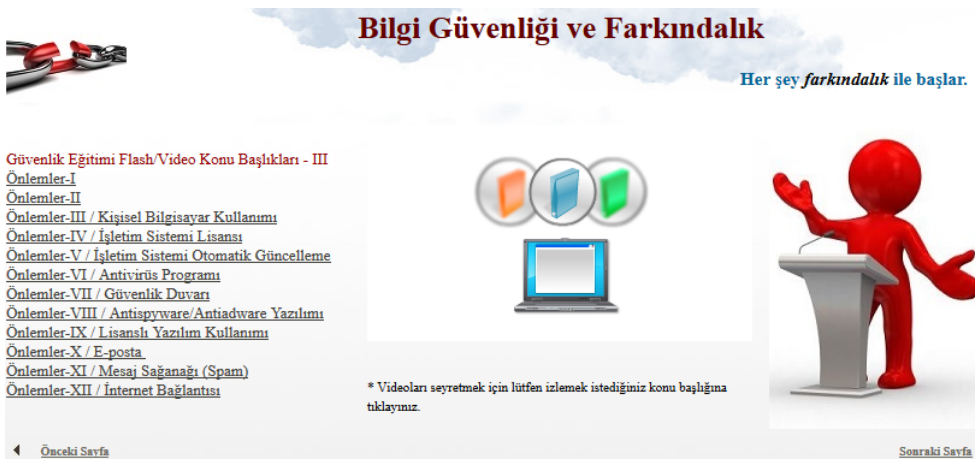 Bilgi Güvenliği ve Farkındalık
Her şey farkındalık ile başlar.
Güvenlik Eğitimi Flash/Video Konu Başlıkları - III
Önlemler-I
Önlemler-II
Önlemler-III / Kişisel Bilgisayar Kullanımı
Önlemler-IV / İşletim Sistemi Lisansı
Önlemler-V / İşletim Sistemi Otomatik Güncelleme
Önlemler-VI / Antivirüs Programı
Önlemler-VII / Güvenlik Duvarı
Önlemler-VIII / Antispyware/Antiadware Yazılımı
Önlemler-IX / Lisanslı Yazılım Kullanımı
Önlemler-X / E-posta
Önlemler-XI / Mesaj Sağanağı (Spam)
Önlemler-XII / İnternet Bağlantısı
* Videoları seyretmek için lütfen izlemek istediğiniz konu başlığına
tıklayınız.
Önceki Sayfa
Sonraki Sayfa